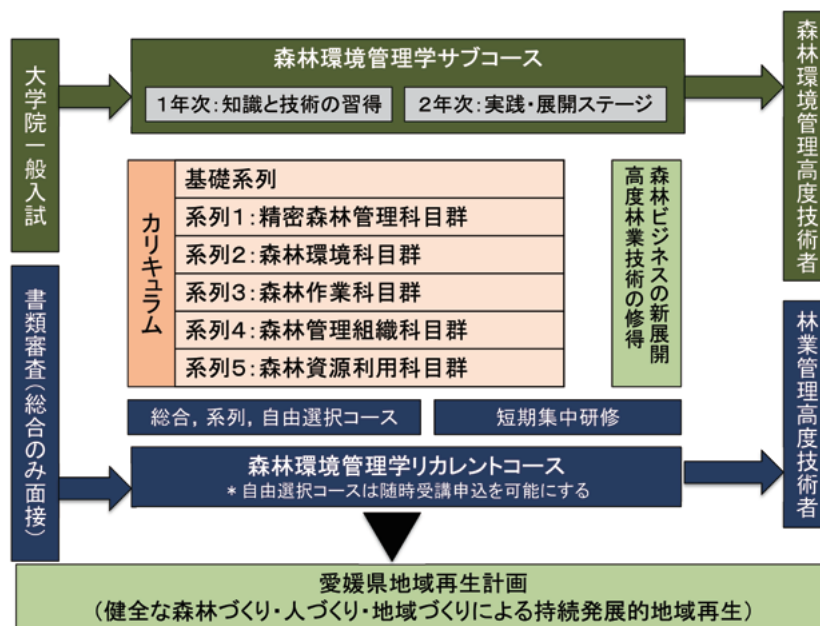 大学院一般入試
森林環境管理学サブコース
1年次:知識と技術の習得
2年次:実践・展開ステージ
森林環境管理高度技術者
カリキュラム
基礎系列
系列1:精密森林管理科目群
系列2:森林環境科目群
系列3:森林作業科目群
系列4:森林管理組織科目群
系列5:森林資源利用科目群
森林ビジネスの新展開
高度林業技術の修得
書類審査(総合のみ面接)
総合, 系列, 自由選択コース
短期集中研修
森林環境管理学リカレントコース
*自由選択コースは随時受講申込を可能にする
林業管理高度技術者
愛媛県地域再生計画
(健全な森林づくり・人づくり・地域づくりによる持続発展的地域再生)